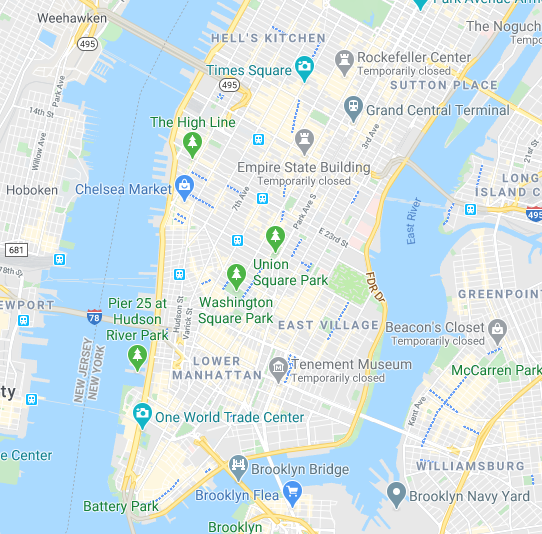 Park Avenue Arm
Weehawken
The Noguch
Tempo
HELL'S KITCHEN
495
Rockefeller Center
Temporarily closed
Times Square
SUTTON PLACE
495
Park Ave
14th St
Grand Central Terminal
The High Line
3rd Ave
Willow Ave
21st St
Empire State Building
Temporarily closed
LONG
ISLAND C
Hoboken
Chelsea Market
7th Ave
Park Ave S
East River
495
E 23rd St
681
78th St
Union
Square Park
FDR Dr
Washington
Square Park
GREENPOINT
EWPORT
Pier 25 at
Hudson
River Park
78
Hudson St
Varick St
EAST VILLAGE
Beacon's Closet
Temporarily closed
NEW JERSEY
NEW YORK
LOWER
MANHATTAN
Tenement Museum
Temporarily closed
McCarren Park
ty
One World Trade Center
Kent Ave
e Center
Brooklyn Bridge
WILLIAMSBURG
Battery Park
Brooklyn Flea
Brooklyn Navy Yard
Brooklyn